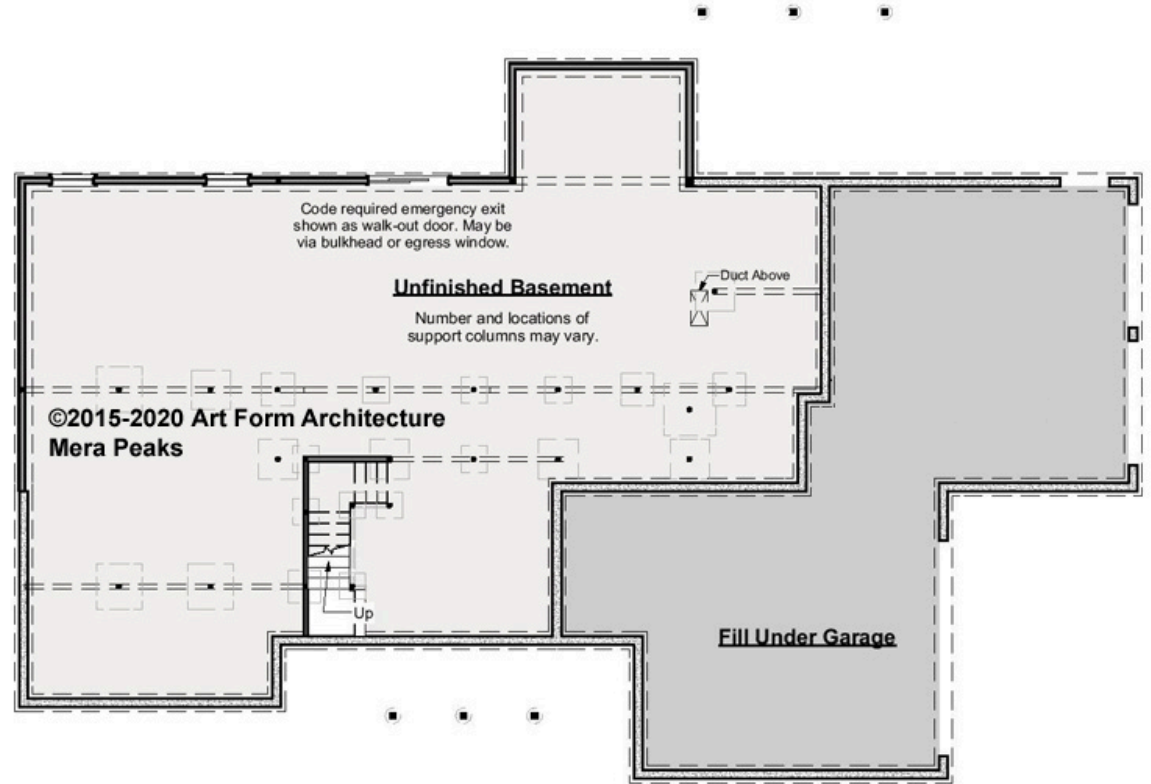 Code required emergency exit
shown as walk-out door. May be
via bulkhead or egress window.
Unfinished Basement
Duct Above
Number and locations of
support columns may vary.
©2015-2020 Art Form Architecture
Mera Peaks
Up
Fill Under Garage